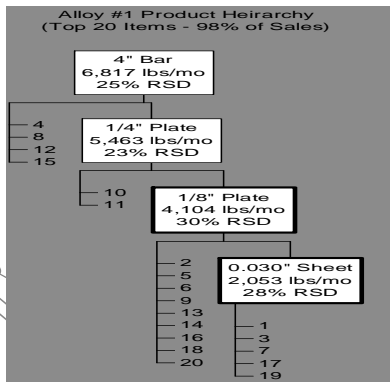 Alloy #1 Product Heirarchy
(Top 20 Items - 98% of Sales)
4" Bar
6,817 lbs/mo
25% RSD
4
8
12
15
1/4" Plate
5,463 lbs/mo
23% RSD
10
11
1/8" Plate
4,104 lbs/mo
30% RSD
2
5
6
9
13
14
16
18
20
0.030" Sheet
2,053 lbs/mo
28% RSD
1
3
7
17
19